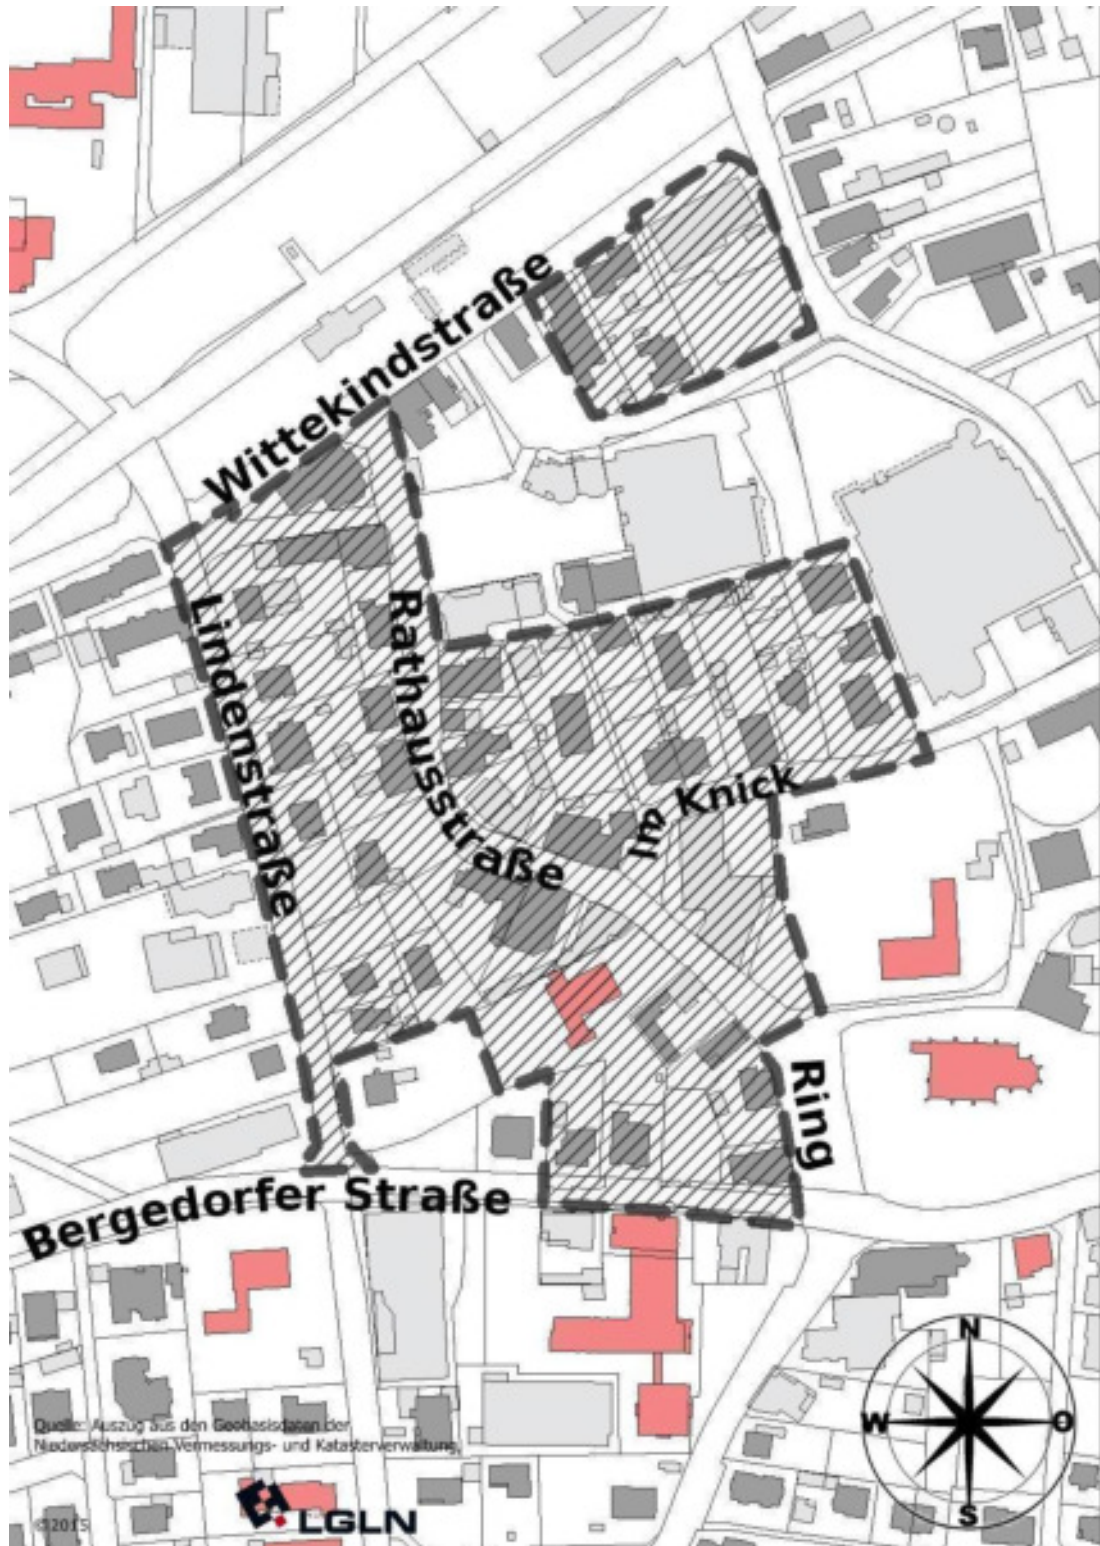 Wittekindstraße
Lindenstraße
Rathausstraße
Im Knick
Ring
Bergedorfer Straße
N
W
O
S
Quelle: Auszug aus den Geobasisdaten der
Niedersächsischen Vermessungs- und Katasterverwaltung,
©2015
LGLN